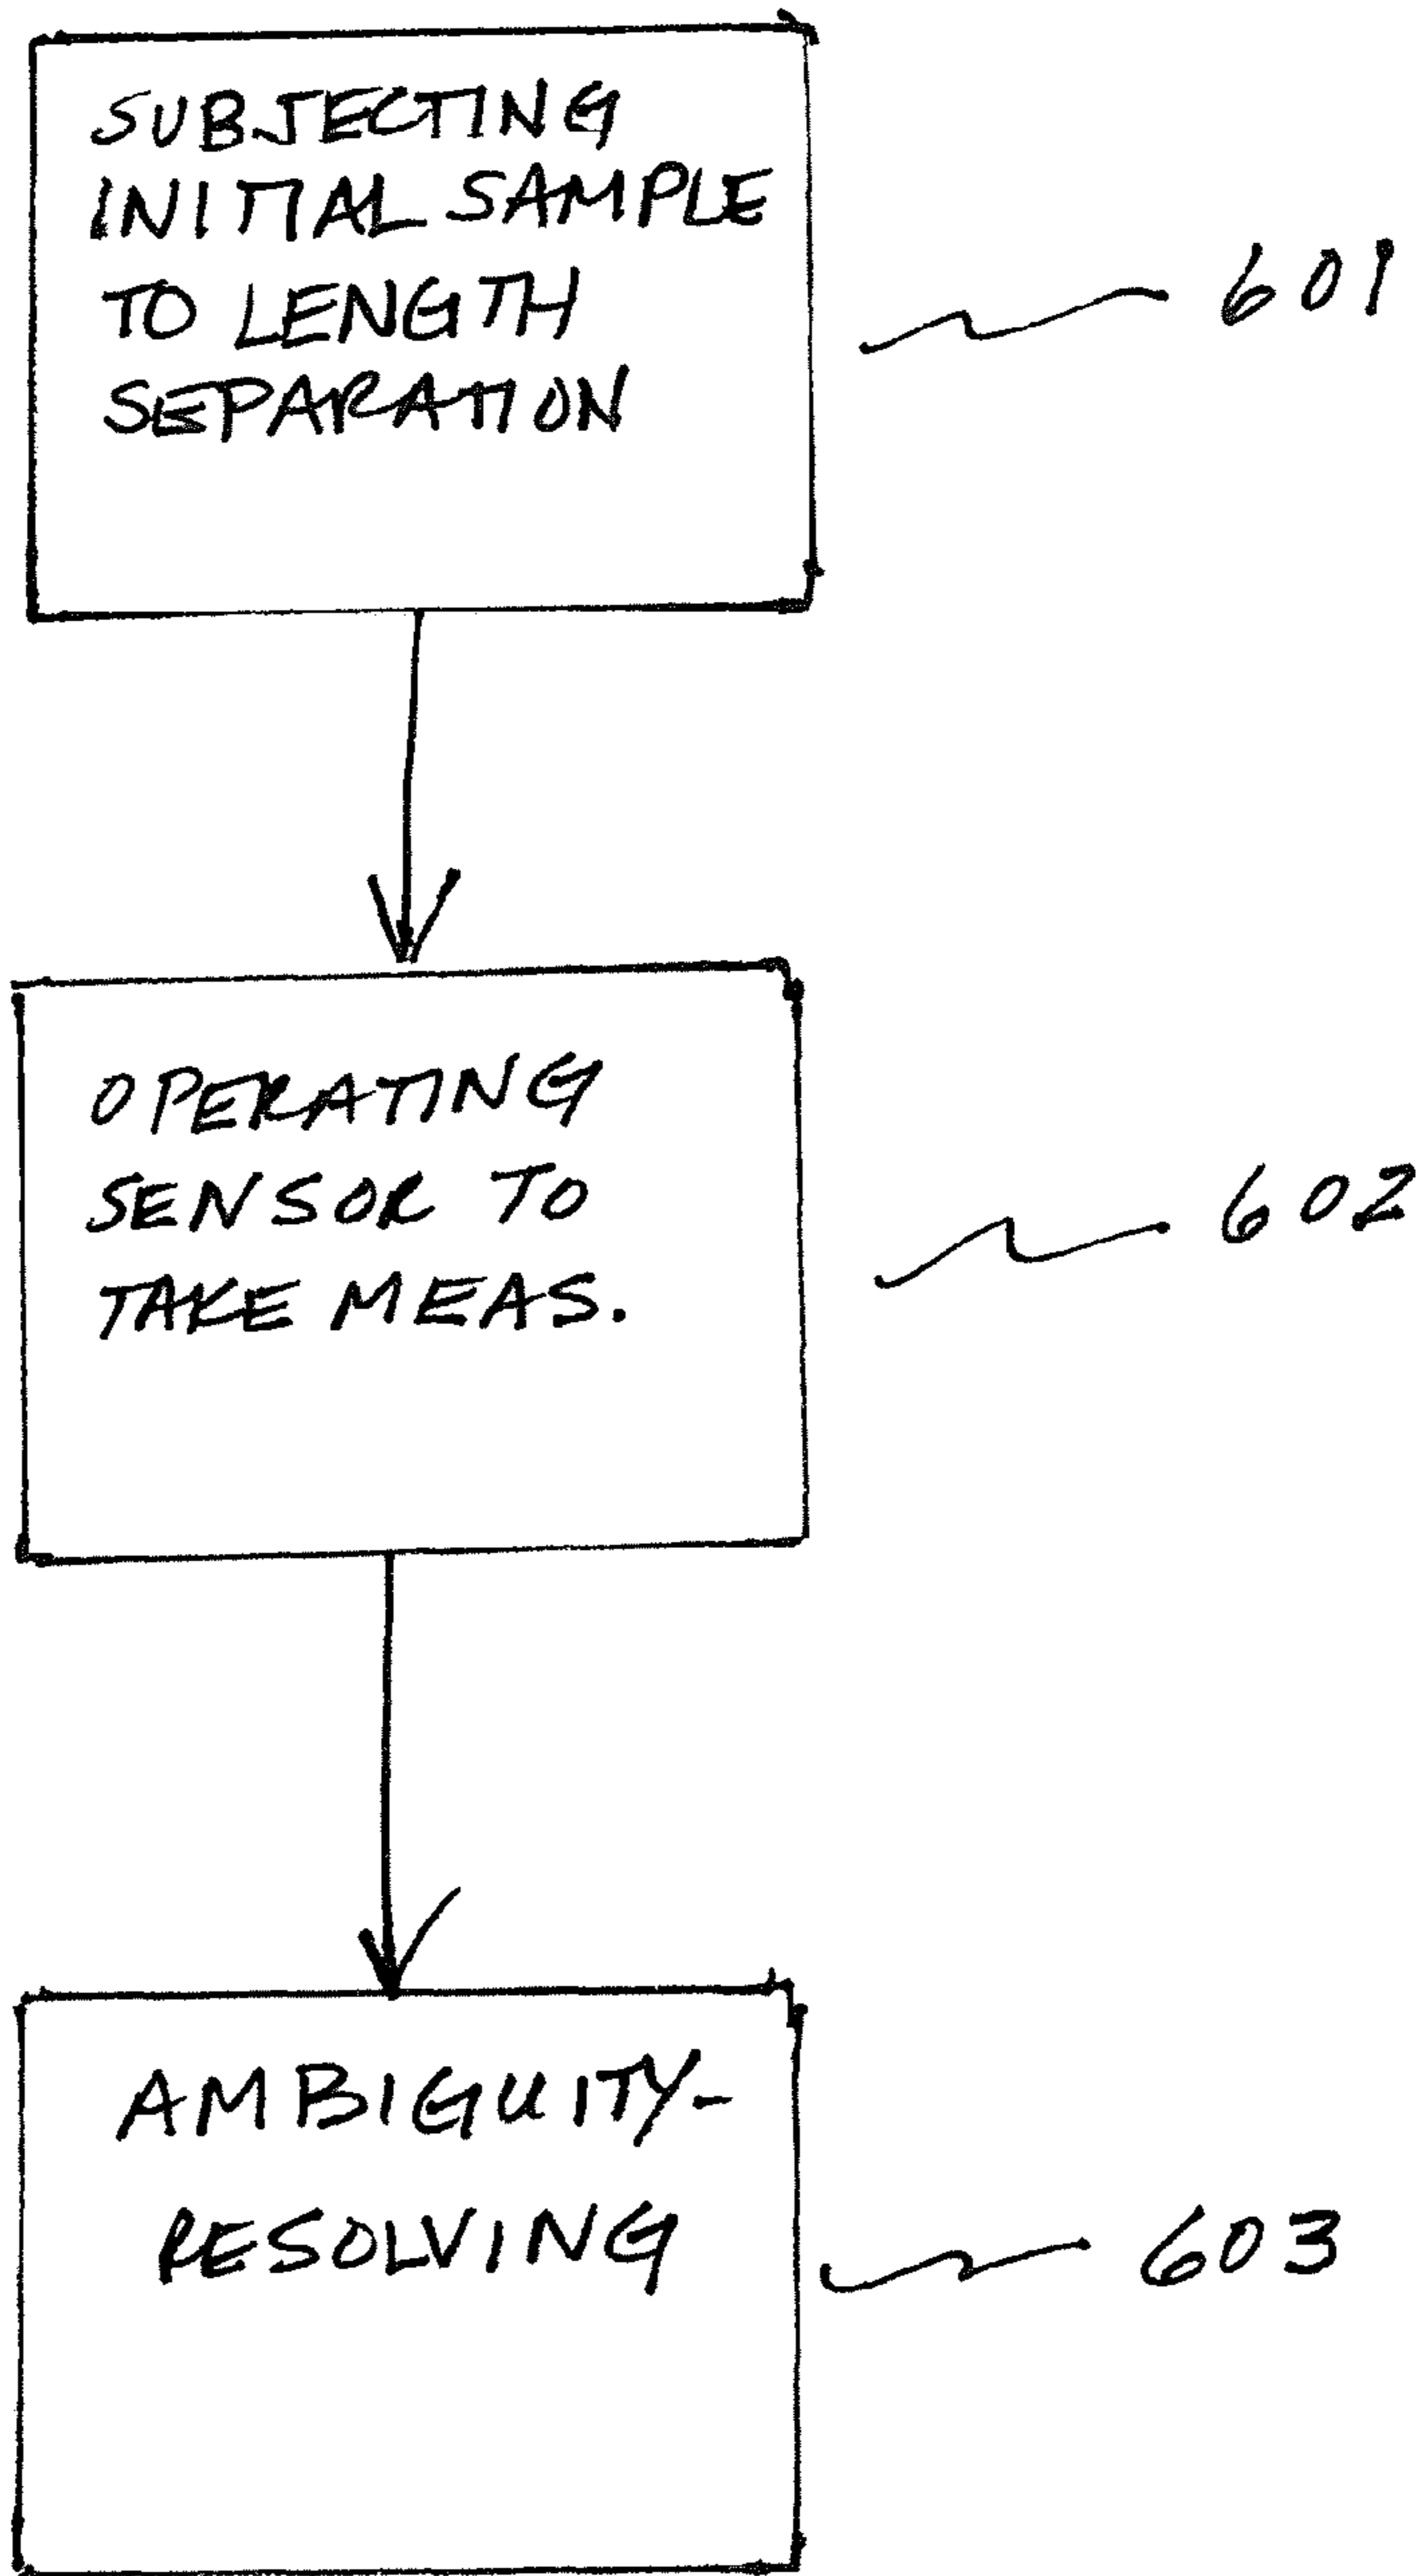 SUBJECTING
INITIAL SAMPLE
TO LENGTH
SEPARATION
601
OPERATING
SENSOR TO
TAKE MEAS.
602
AMBIGUITY-
RESOLVING
603